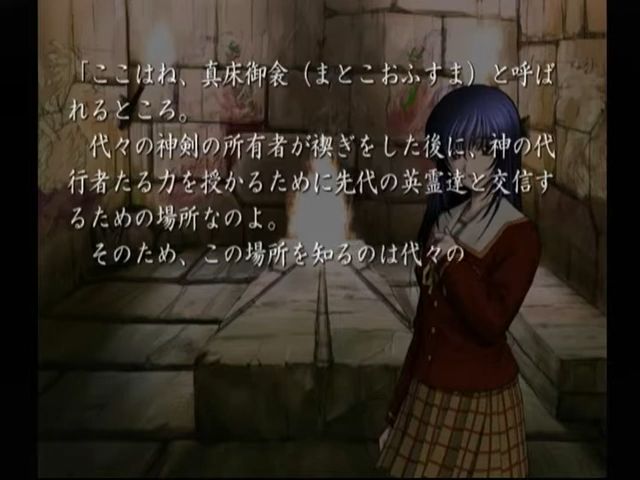 「ここはね、真床御衾（まとこおふすま）と呼ば
れるところ。
代々の神剣の所有者が禊ぎをした後に、神の代
行者たる力を授かるために先代の英霊達と交信す
るための場所なのよ。
そのため、この場所を知るのは代々の